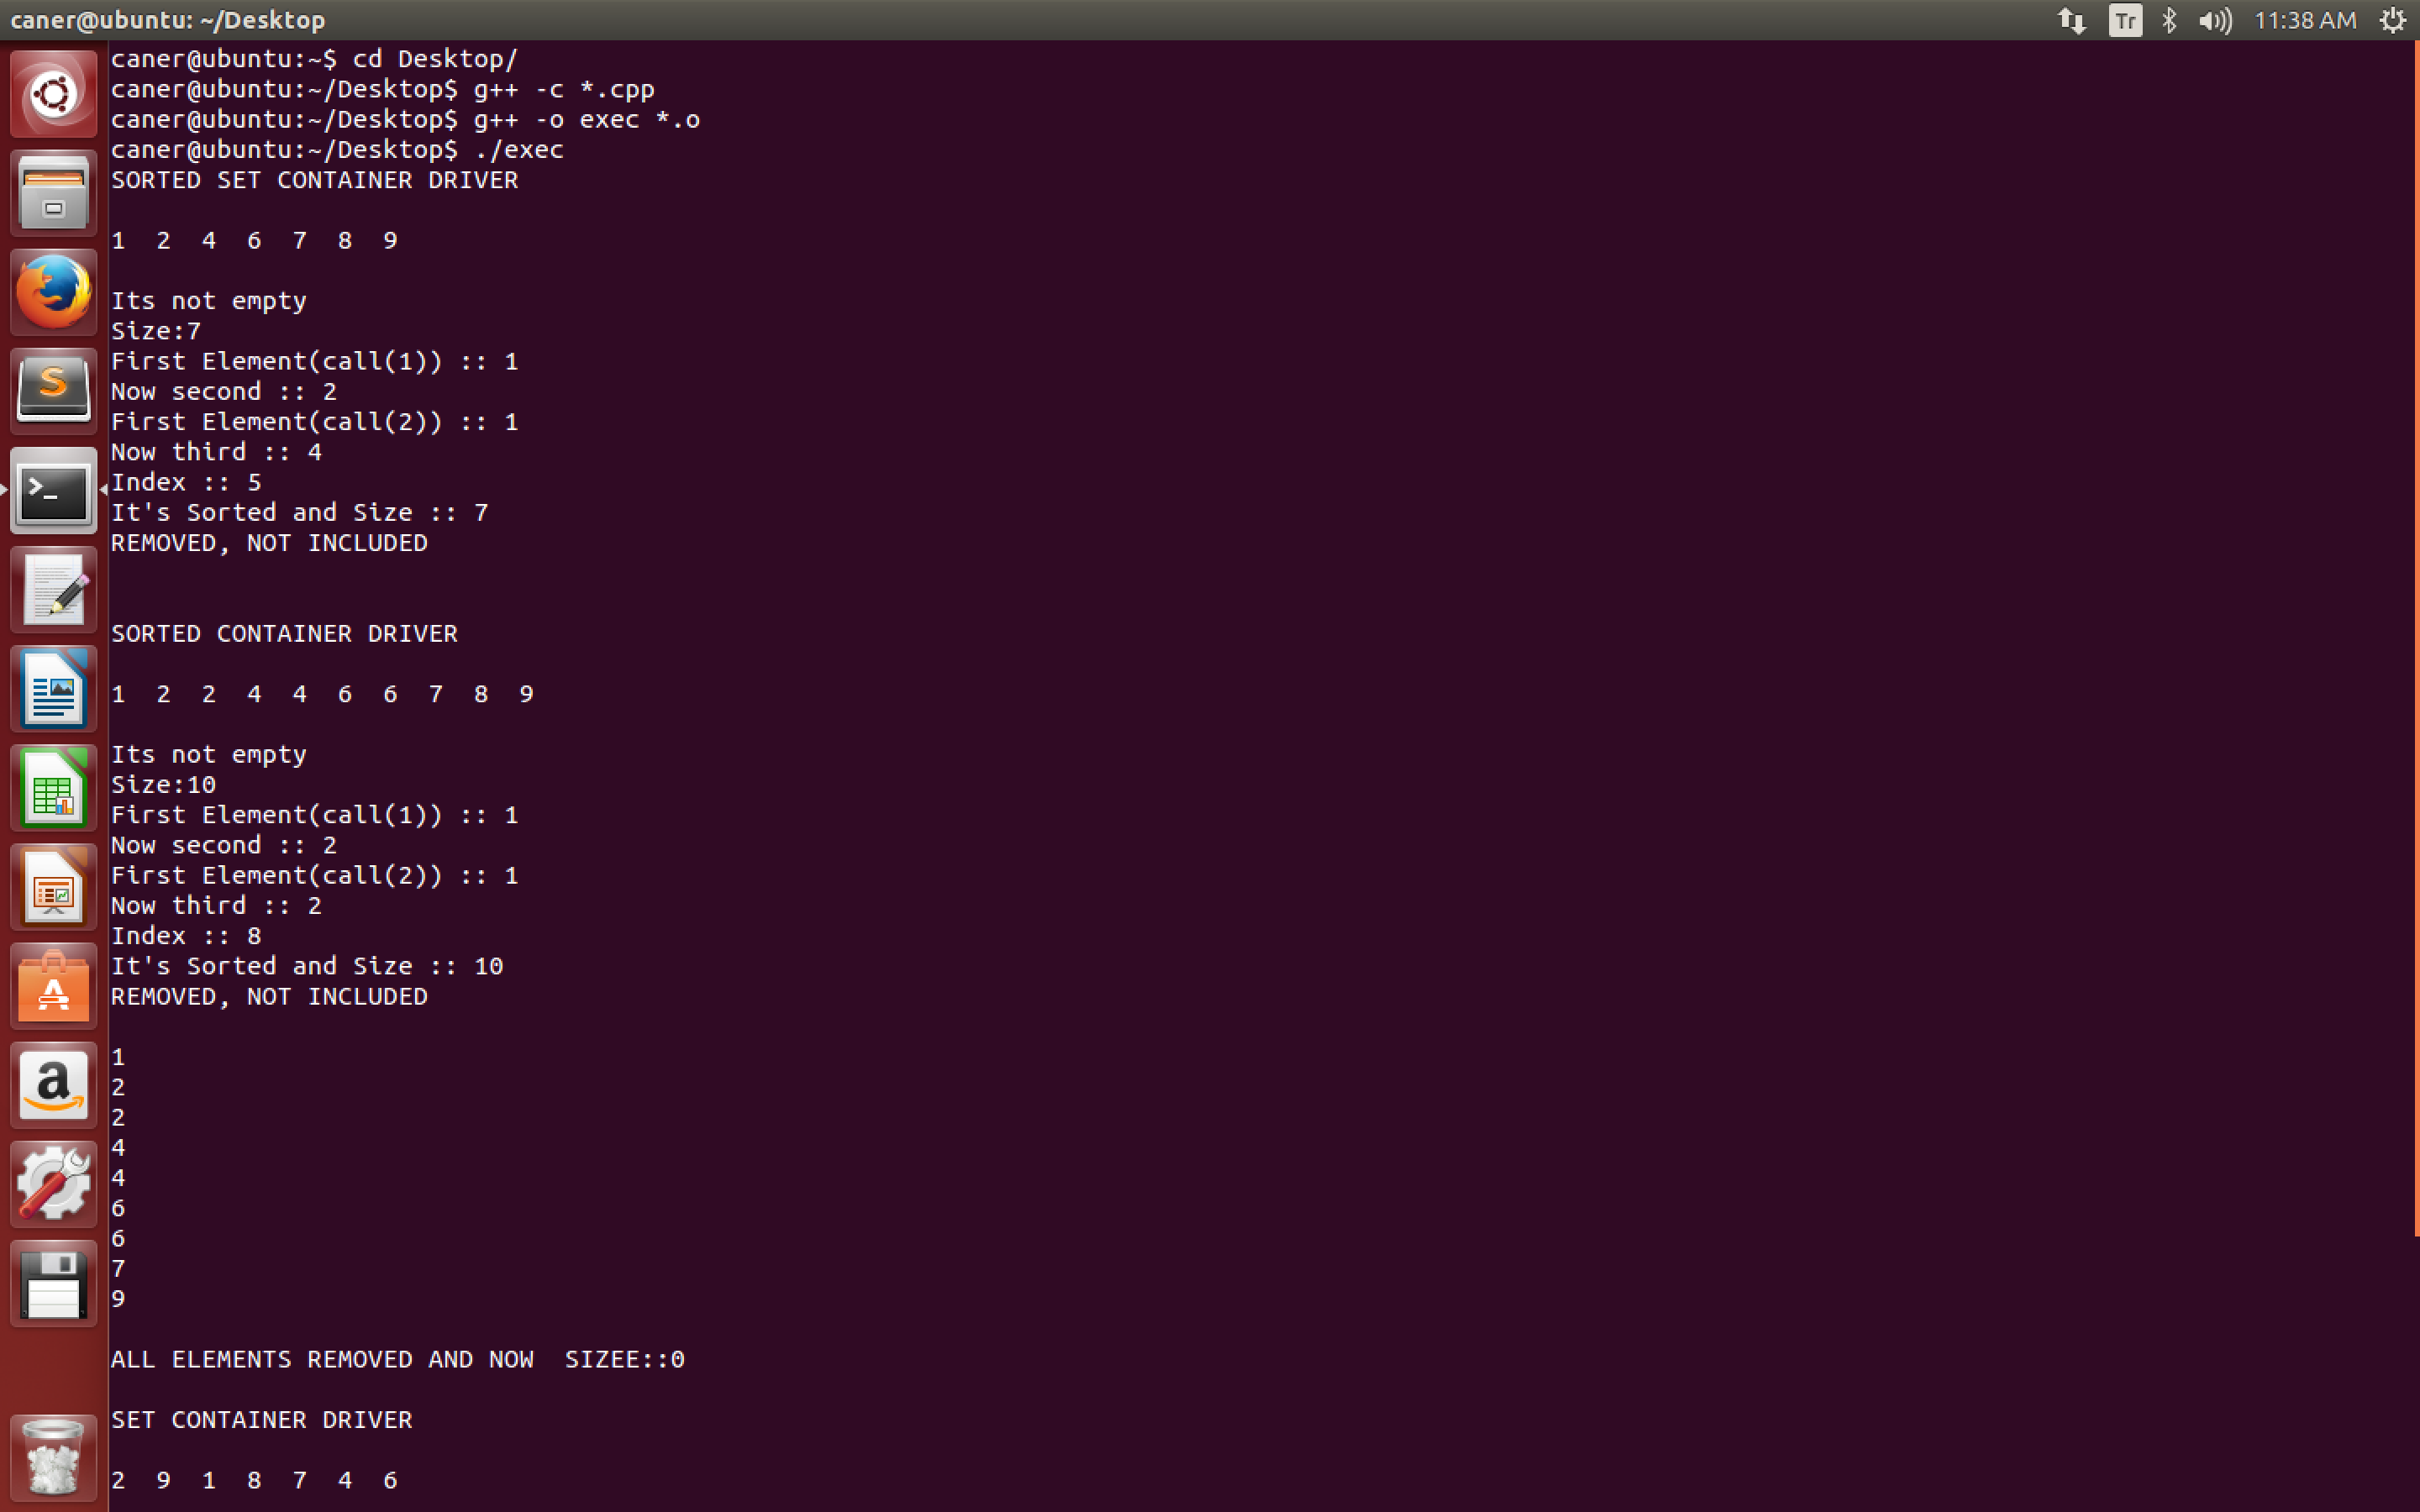 caner@ubuntu: ~/Desktop
Tr
11:38 AM
caner@ubuntu:~$ cd Desktop/
caner@ubuntu:~/Desktop$ g++ -c *.cpp
caner@ubuntu:~/Desktop$ g++ -o exec *.o
caner@ubuntu:~/Desktop$ ./exec
SORTED SET CONTAINER DRIVER
1  2  4  6  7  8  9
Its not empty
Size:7
First Element(call(1)) :: 1
Now second :: 2
First Element(call(2)) :: 1
Now third :: 4
Index :: 5
It's Sorted and Size :: 7
REMOVED, NOT INCLUDED
SORTED CONTAINER DRIVER
1  2  2  4  4  6  6  7  8  9
Its not empty
Size:10
First Element(call(1)) :: 1
Now second :: 2
First Element(call(2)) :: 1
Now third :: 2
Index :: 8
It's Sorted and Size :: 10
REMOVED, NOT INCLUDED
1
2
2
4
4
6
6
7
9
ALL ELEMENTS REMOVED AND NOW  SIZEE::0
SET CONTAINER DRIVER
2  9  1  8  7  4  6